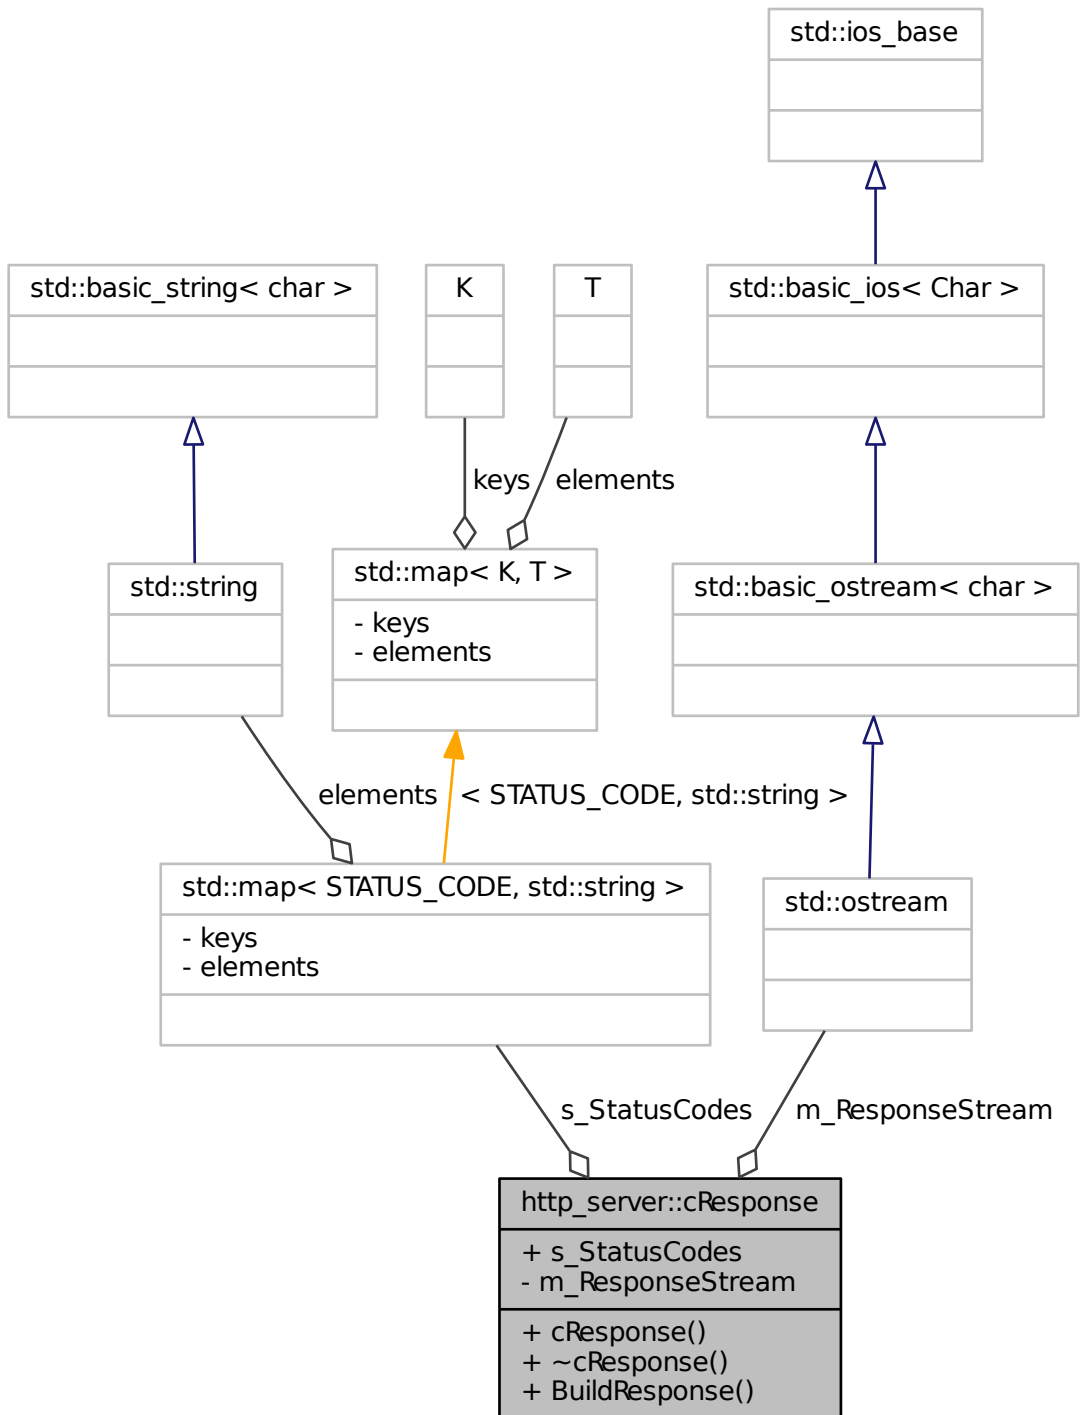 std::ios_base
std::basic_string< char >
K
T
std::basic_ios< Char >
keys
elements
std::string
std::map< K, T >
- keys
- elements
std::basic_ostream< char >
elements
< STATUS_CODE, std::string >
std::map< STATUS_CODE, std::string >
- keys
- elements
std::ostream
s_StatusCodes
m_ResponseStream
http_server::cResponse
+ s_StatusCodes
- m_ResponseStream
+ cResponse()
+ ~cResponse()
+ BuildResponse()